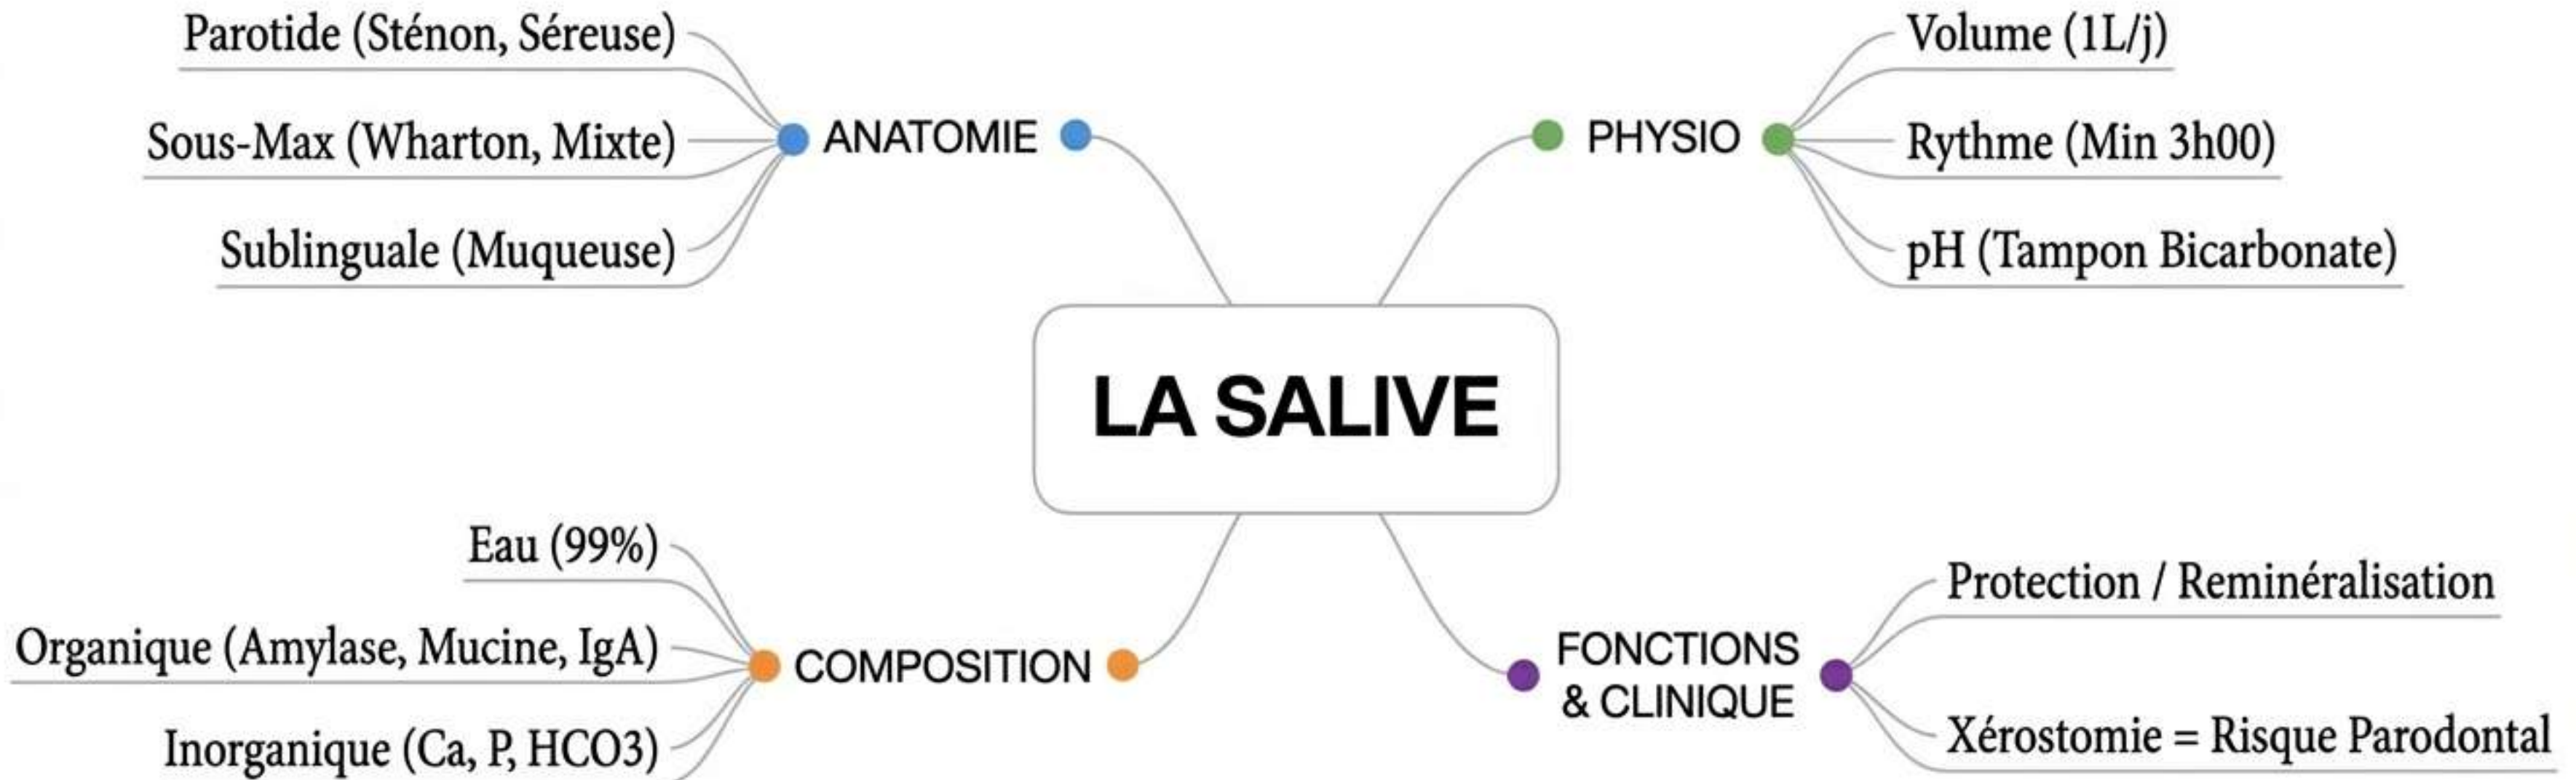 Parotide (Sténon, Séreuse)
Sous-Max (Wharton, Mixte)
Sublinguale (Muqueuse)
ANATOMIE
PHYSIO
Volume (1L/j)
Rythme (Min 3h00)
pH (Tampon Bicarbonate)
LA SALIVE
Eau (99%)
Organique (Amylase, Mucine, IgA)
Inorganique (Ca, P, HCO3)
COMPOSITION
FONCTIONS
& CLINIQUE
Protection / Reminéralisation
Xérostomie = Risque Parodontal